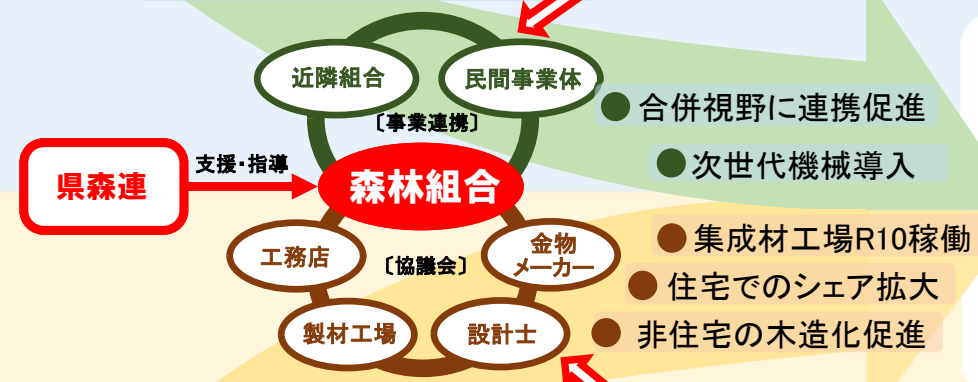 近隣組合
民間事業体
〔事業連携〕
● 合併視野に連携促進
● 次世代機械導入
県森連
支援・指導
森林組合
工務店
〔協議会〕
金物
メーカー
製材工場
設計士
● 集成材工場R10稼働
● 住宅でのシェア拡大
● 非住宅の木造化促進